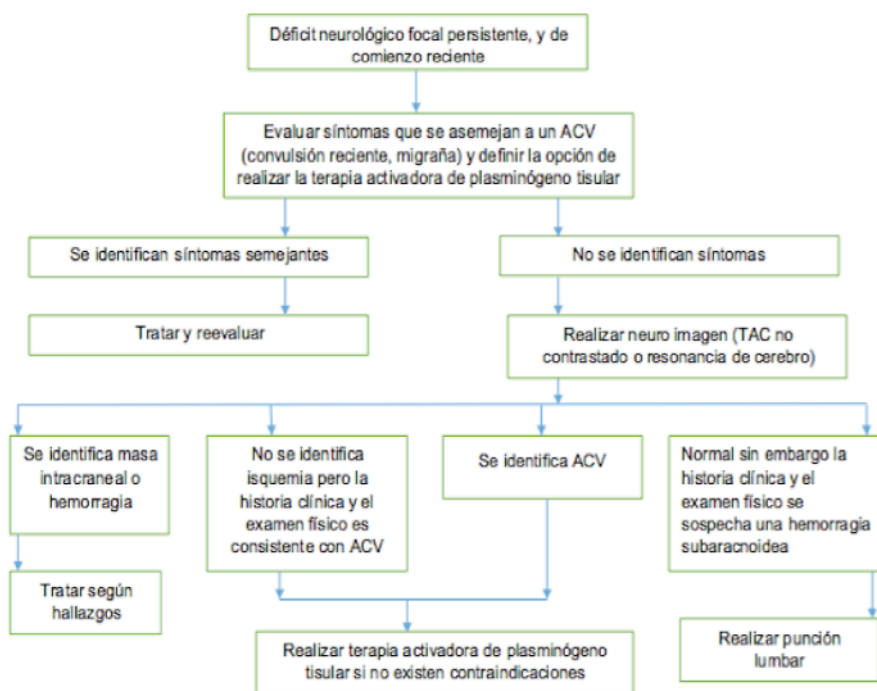 Déficit neurológico focal persistente, y de
comienzo reciente
Evaluar síntomas que se asemejan a un ACV
(convulsión reciente, migraña) y definir la opción de
realizar la terapia activadora de plasminógeno tisular
Se identifican síntomas semejantes
No se identifican síntomas
Tratar y reevaluar
Realizar neuro imagen (TAC no
contrastado o resonancia de cerebro)
Se identifica masa
intracraneal o
hemorragia
No se identifica
isquemia pero la
historia clínica y el
examen físico es
consistente con ACV
Se identifica ACV
Normal sin embargo la
historia clínica y el
examen físico se
sospecha una hemorragia
subaracnoidea
Tratar según
hallazgos
Realizar terapia activadora de plasminógeno
tisular si no existen contraindicaciones
Realizar punción
lumbar